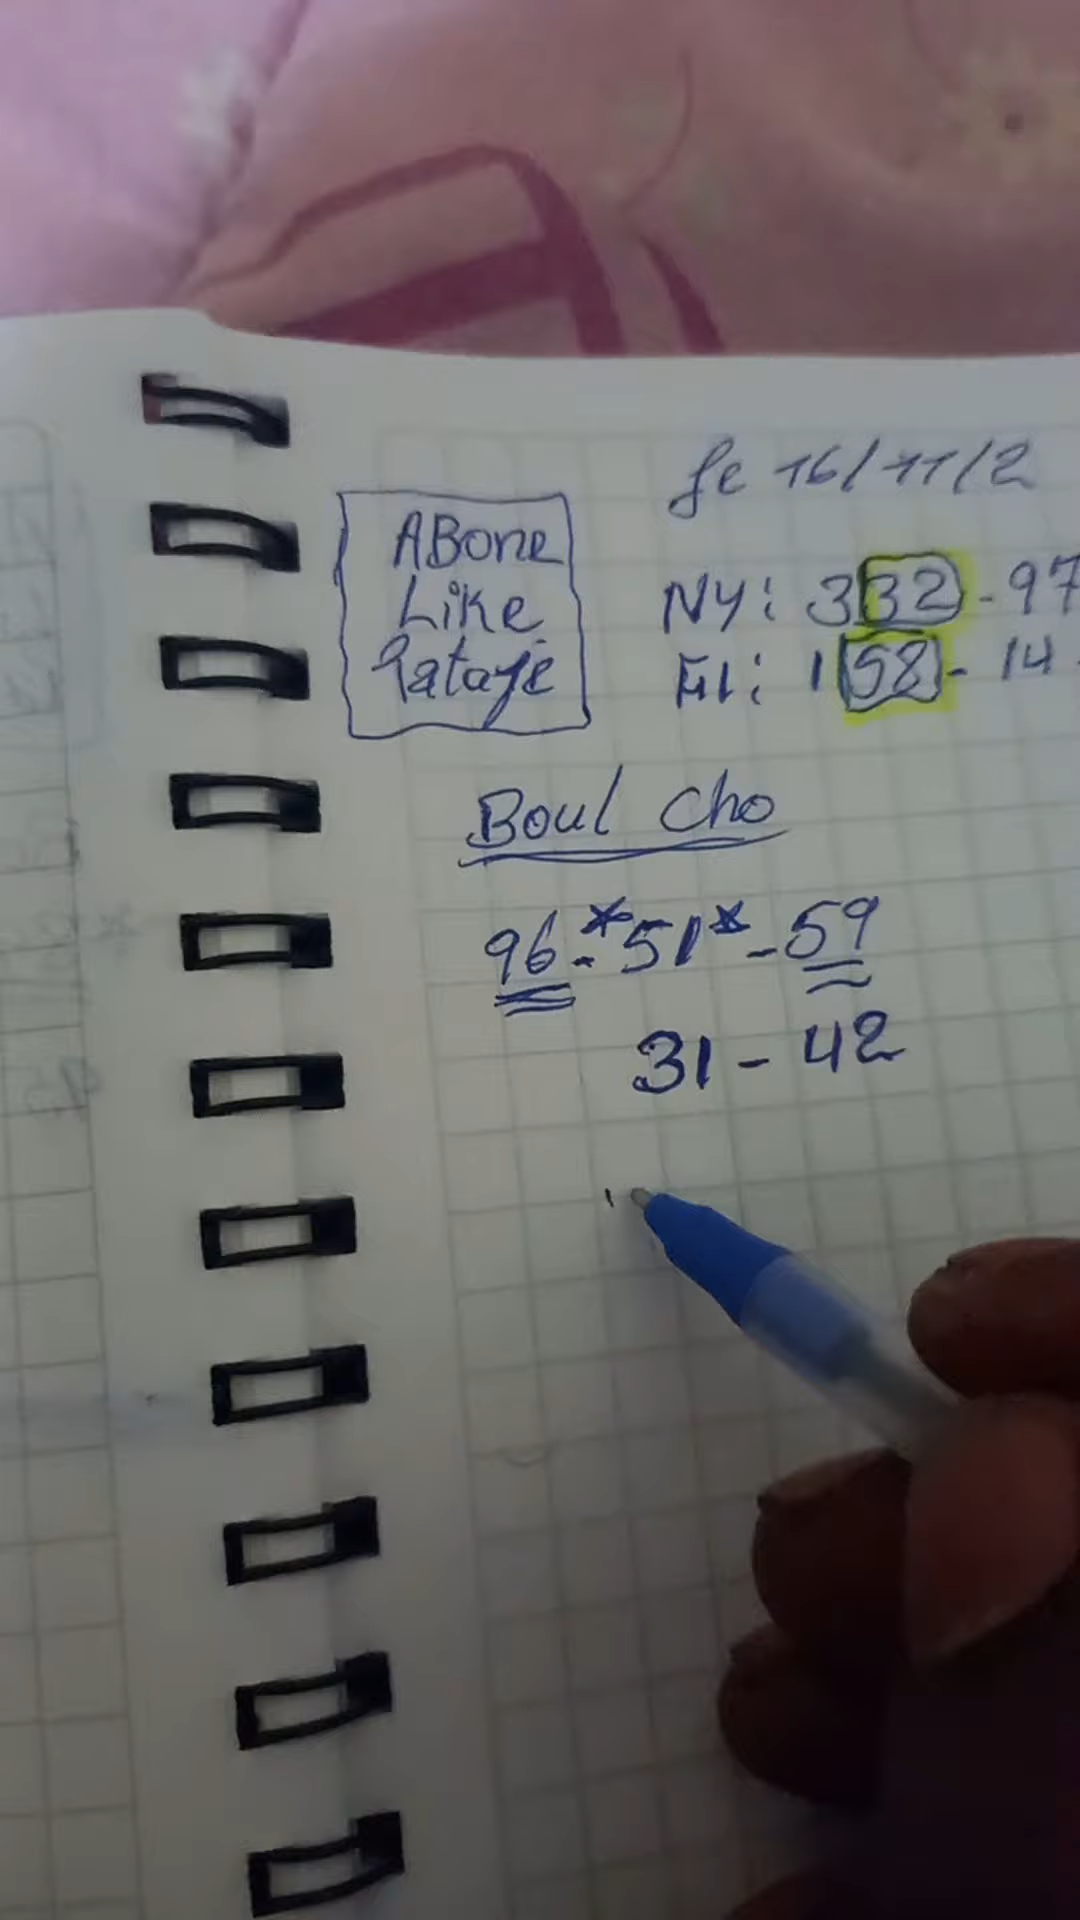 Le 16/11/2
ABone
Like
Pataje
NY: 332 - 97
Fl: 158 - 14 -
Boul Cho
96 - *51* - 59
31 - 42